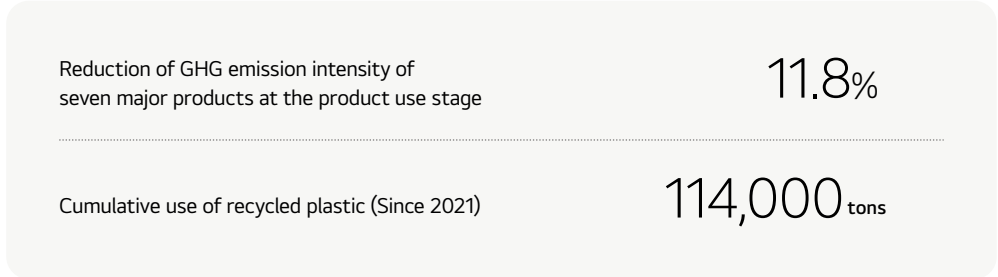 Reduction of GHG emission intensity of
seven major products at the product use stage
11.8%
Cumulative use of recycled plastic (Since 2021)
114,000 tons